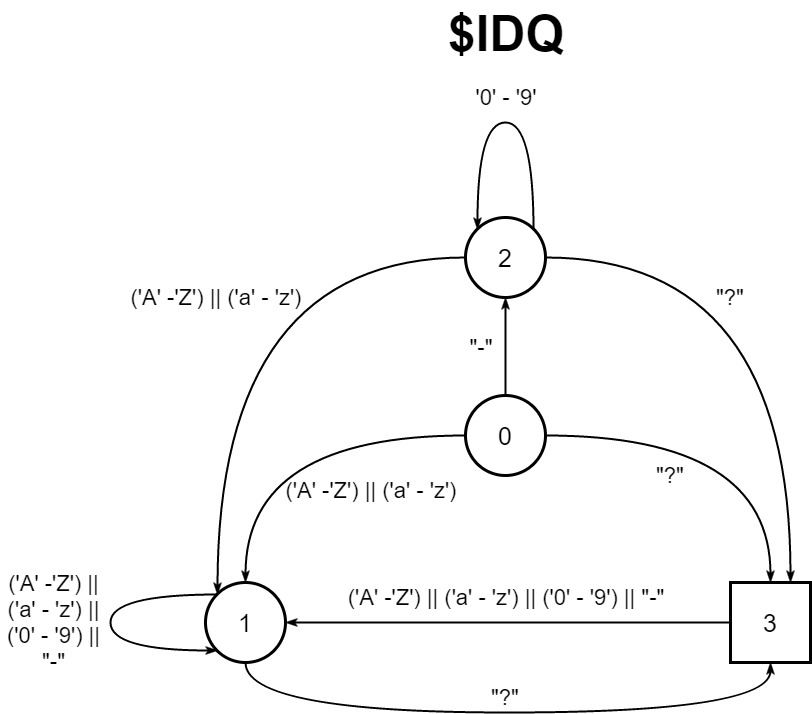 $IDQ
'0' - '9'
2
('A' -'Z') || ('a' - 'z')
"?"
"-"
0
('A' -'Z') || ('a' - 'z')
"?"
('A' -'Z') ||
('a' - 'z') ||
('0' - '9') ||
"-"
1
('A' -'Z') || ('a' - 'z') || ('0' - '9') || "-"
3
"?"